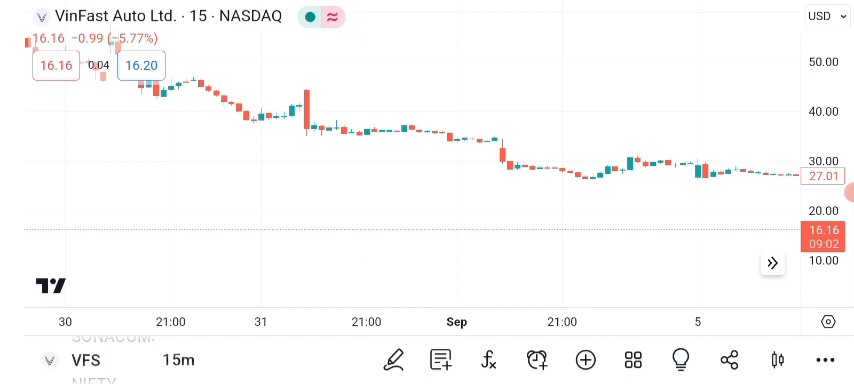 VinFast Auto Ltd. · 15 · NASDAQ
USD
16.16 −0.99 (−5.77%)
16.16 0.04 16.20
50.00
40.00
30.00
27.01
20.00
16.16
09:02
10.00
30 21:00 31 21:00 Sep 21:00 5
SUNACOM.
VFS 15m
NIFTY